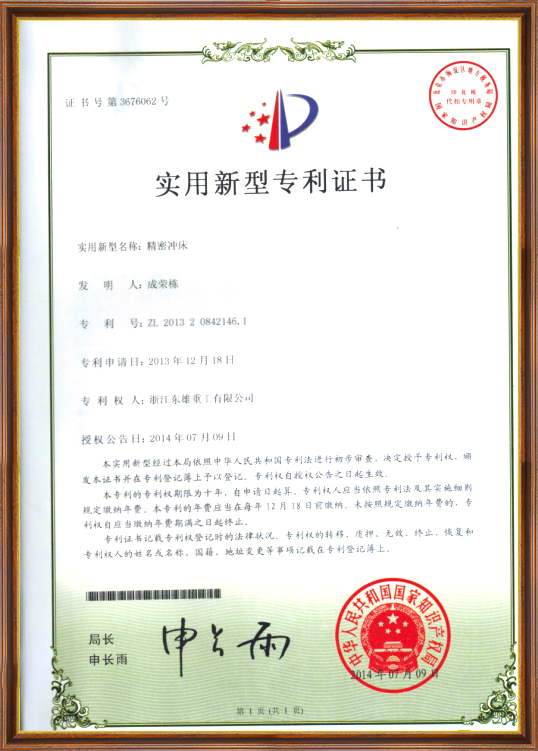 证书号第3676062号
印花税
代扣专用章
实用新型专利证书
实用新型名称：精密冲床
发明人：成荣栋
专利号：ZL 2013 2 0842146.1
专利申请日：2013年12月18日
专利权人：浙江东雄重工有限公司
授权公告日：2014年07月09日
本实用新型经过本局依照中华人民共和国专利法进行初步审查，决定授予专利权，颁
发本证书并在专利登记簿上予以登记。专利权自授权公告之日起生效。
本专利的专利权期限为十年，自申请日起算。专利权人应当依照专利法及其实施细则
规定缴纳年费。本专利的年费应当在每年12月18日前缴纳。未按照规定缴纳年费的，专
利权自应当缴纳年费期满之日起终止。
专利证书记载专利权登记时的法律状况。专利权的转移、质押、无效、终止、恢复和
专利权人的姓名或名称、国籍、地址变更等事项记载在专利登记簿上。
局长
申长雨
申长雨
中华人民共和国国家知识产权局
2014年07月09日
第1页(共1页)